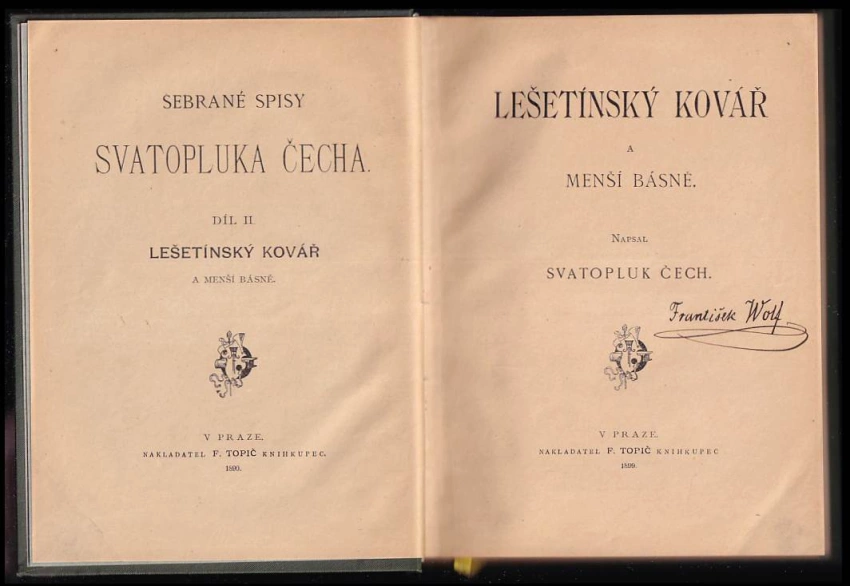 SEBRANÉ SPISY
SVATOPLUKA ČECHA.
DÍL II
LEŠETÍNSKÝ KOVÁŘ
A MENŠÍ BÁSNĚ.
V PRAZE.
NAKLADATEL F. TOPIČ KNIHKUPEC.
1899.
LEŠETÍNSKÝ KOVÁŘ
A
MENŠÍ BÁSNĚ.
NAPSAL
SVATOPLUK ČECH.
František Wolf
V PRAZE.
NAKLADATEL F. TOPIČ KNIHKUPEC
1899.